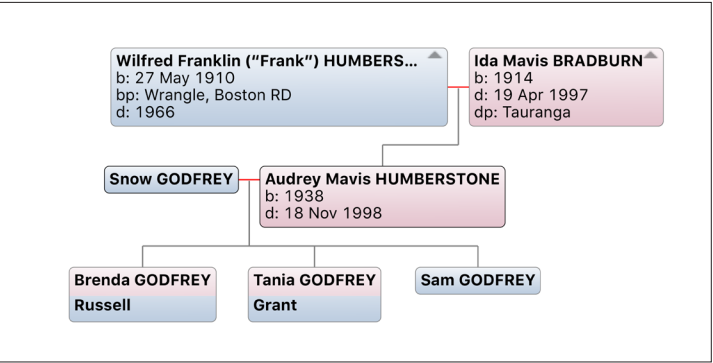 Wilfred Franklin (“Frank”) HUMBERS...
b: 27 May 1910
bp: Wrangle, Boston RD
d: 1966
Ida Mavis BRADBURN
b: 1914
d: 19 Apr 1997
dp: Tauranga
Snow GODFREY
Audrey Mavis HUMBERSTONE
b: 1938
d: 18 Nov 1998
Brenda GODFREY
Russell
Tania GODFREY
Grant
Sam GODFREY